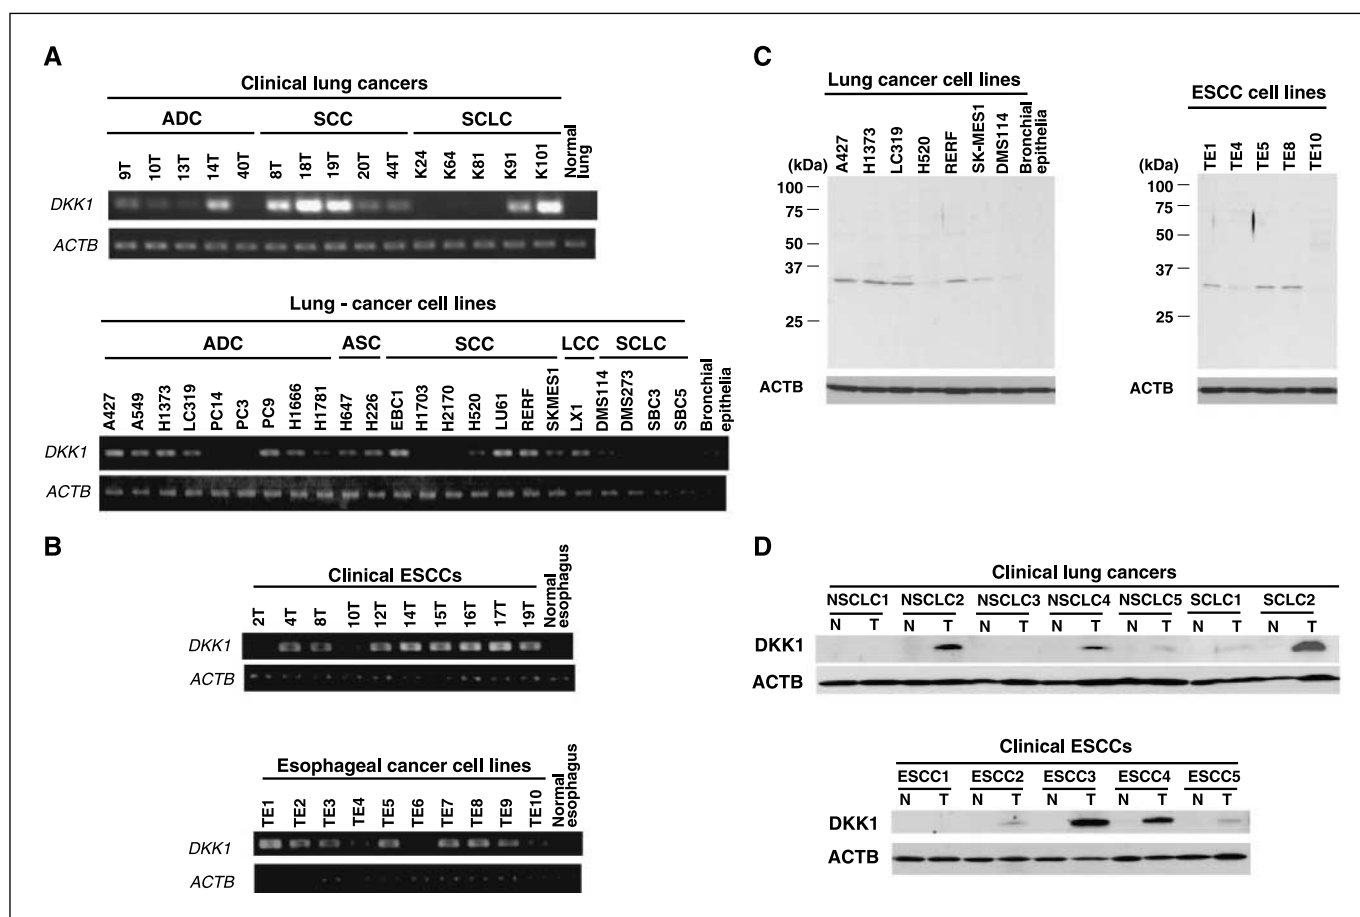 A
Clinical lung cancers
ADC SCC SCLC
9T 10T 13T 14T 40T 8T 18T 19T 20T 44T K24 K64 K81 K91 K101 Normal lung
DKK1
ACTB
Lung - cancer cell lines
ADC ASC SCC LCC SCLC
A427 A549 H1373 LC319 PC14 PC3 PC9 H1666 H1781 H647 H226 EBC1 H1703 H2170 H520 LU61 RERF SKMES1 LX1 DMS114 DMS273 SBC3 SBC5 Bronchial epithelia
DKK1
ACTB
B
Clinical ESCCs
2T 4T 8T 10T 12T 14T 15T 16T 17T 19T Normal esophagus
DKK1
ACTB
Esophageal cancer cell lines
TE1 TE2 TE3 TE4 TE5 TE6 TE7 TE8 TE9 TE10 Normal esophagus
DKK1
ACTB
C
Lung cancer cell lines
(kDa) A427 H1373 LC319 H520 RERF SK-MES1 DMS114 Bronchial epithelia
100
75
50
37
25
ACTB
ESCC cell lines
(kDa) TE1 TE4 TE5 TE8 TE10
100
75
50
37
25
ACTB
D
Clinical lung cancers
NSCLC1 NSCLC2 NSCLC3 NSCLC4 NSCLC5 SCLC1 SCLC2
N T N T N T N T N T N T N T
DKK1
ACTB
Clinical ESCCs
ESCC1 ESCC2 ESCC3 ESCC4 ESCC5
N T N T N T N T N T
DKK1
ACTB